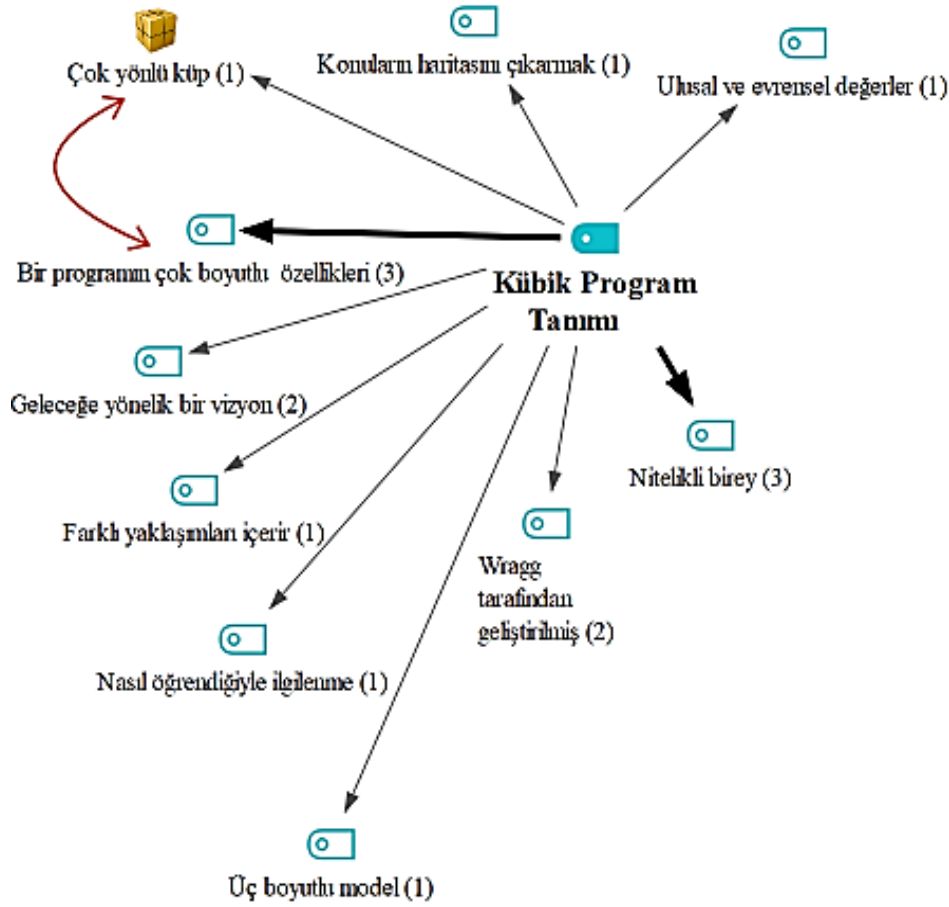 Konuların haritasını çıkarmak (1)
Çok yönlü küp (1)
Ulusal ve evrensel değerler (1)
Bir programın çok boyutlu özellikleri (3)
Kübik Program
Tanımı
Geleceğe yönelik bir vizyon (2)
Nitelikli birey (3)
Farklı yaklaşımları içerir (1)
Wragg
tarafından
geliştirilmiş (2)
Nasıl öğrendiğiyle ilgilenme (1)
Üç boyutlu model (1)